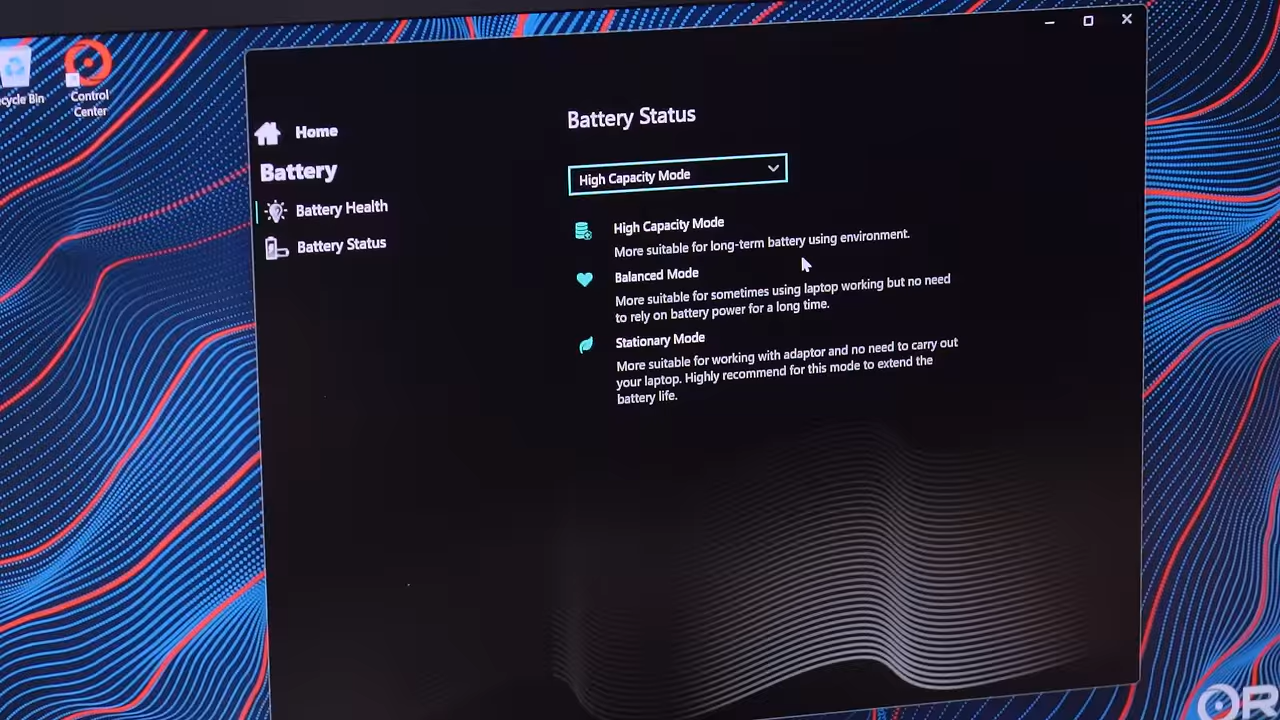 cycle Bin
Control
Center
Home
Battery
Battery Health
Battery Status
Battery Status
High Capacity Mode
High Capacity Mode
More suitable for long-term battery using environment.
Balanced Mode
More suitable for sometimes using laptop working but no need
to rely on battery power for a long time.
Stationary Mode
More suitable for working with adaptor and no need to carry out
your laptop. Highly recommend for this mode to extend the
battery life.
OR